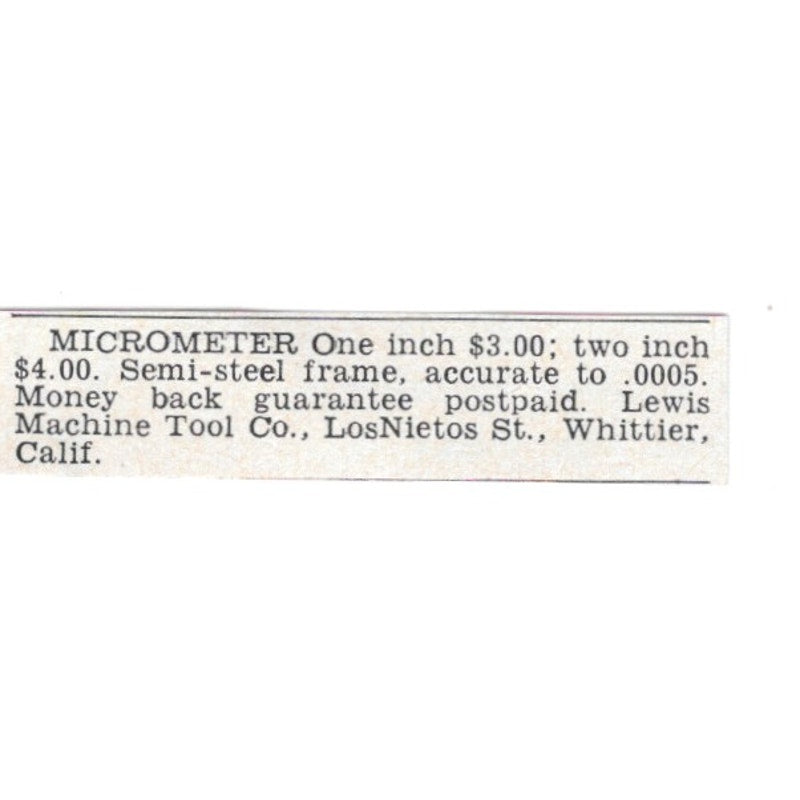 MICROMETER One inch $3.00; two inch
$4.00. Semi-steel frame, accurate to .0005.
Money back guarantee postpaid. Lewis
Machine Tool Co., LosNietos St., Whittier,
Calif.